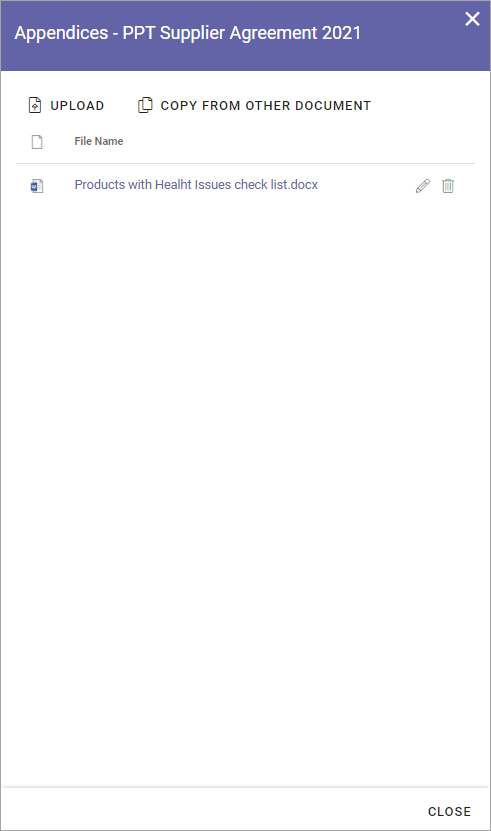 Appendices - PPT Supplier Agreement 2021
UPLOAD COPY FROM OTHER DOCUMENT
File Name
Products with Healht Issues check list.docx
CLOSE